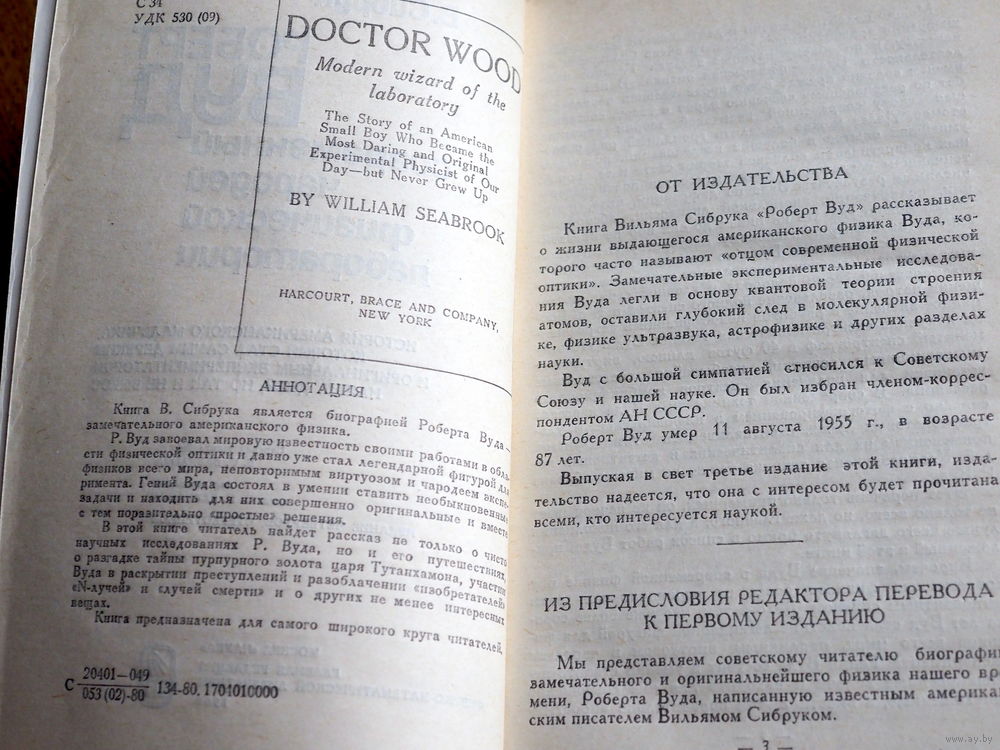 С 34
УДК 530 (09)
DOCTOR WOOD
Modern wizard of the
laboratory
The Story of an American
Small Boy Who Became the
Most Daring and Original
Experimental Physicist of Our
Day—but Never Grew Up
BY WILLIAM SEABROOK
HARCOURT, BRACE AND COMPANY,
NEW YORK
АННОТАЦИЯ
Книга В. Сибрука является биографией Роберта Вуда —
замечательного американского физика.
Р. Вуд завоевал мировую известность своими работами в обла-
сти физической оптики и давно уже стал легендарной фигурой для
физиков всего мира, неповторимым виртуозом и чародеем экспе-
римента. Гений Вуда состоял в умении ставить необыкновенные
задачи и находить для них совершенно оригинальные и вместе
с тем поразительно «простые» решения.
В этой книге читатель найдет рассказ не только о чисто
научных исследованиях Р. Вуда, но и его путешествиях,
о разгадке тайны пурпурного золота царя Тутанхамона, участии
Вуда в раскрытии преступлений и разоблачении «изобретателей»
«N-лучей» и «лучей смерти» и о других не менее интересных
вещах.
Книга предназначена для самого широкого круга читателей.
С 20401—049
053 (02)-80 134-80. 1704010000
ОТ ИЗДАТЕЛЬСТВА
Книга Вильяма Сибрука «Роберт Вуд» рассказывает
о жизни выдающегося американского физика Вуда, ко-
торого часто называют «отцом современной физической
оптики». Замечательные экспериментальные исследова-
ния Вуда легли в основу квантовой теории строения
атомов, оставили глубокий след в молекулярной физи-
ке, физике ультразвука, астрофизике и других разделах
науки.
Вуд с большой симпатией относился к Советскому
Союзу и нашей науке. Он был избран членом-коррес-
пондентом АН СССР.
Роберт Вуд умер 11 августа 1955 г., в возрасте
87 лет.
Выпуская в свет третье издание этой книги, изда-
тельство надеется, что она с интересом будет прочитана
всеми, кто интересуется наукой.
ИЗ ПРЕДИСЛОВИЯ РЕДАКТОРА ПЕРЕВОДА
К ПЕРВОМУ ИЗДАНИЮ
Мы представляем советскому читателю биографи
замечательного и оригинальнейшего физика нашего вр
мени, Роберта Вуда, написанную известным америка
ским писателем Вильямом Сибруком.
— 3 —
www.ay.by